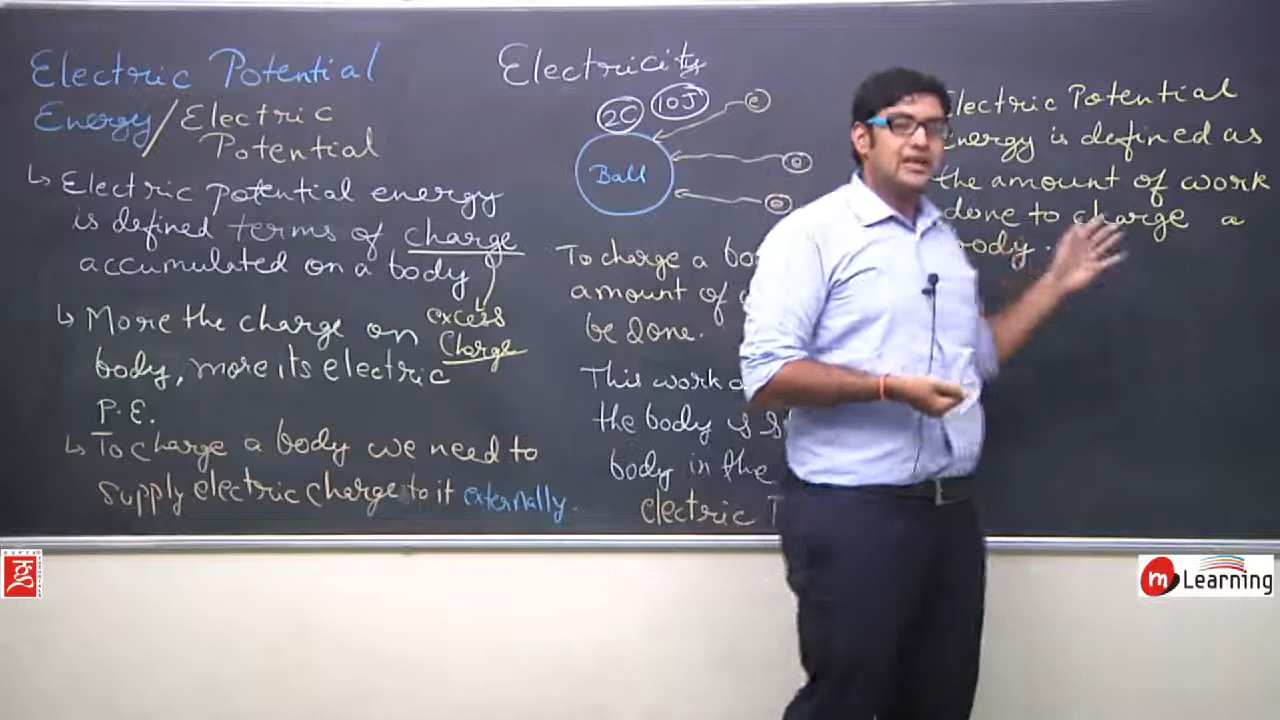 Electric Potential
Energy/Electric
Potential
Electric potential energy
is defined terms of charge
accumulated on a body
excess
charge
More the charge on
body, more its electric
P.E.
To charge a body we need to
supply electric charge to it externally.
Electricity
2C 10J
e
e
e
Ball
To charge a
amount of
be done.
This work
the body is
body in the
electric
Electric Potential
Energy is defined as
the amount of work
done to charge a
body.
GUPTA TUTORIALS
m Learning